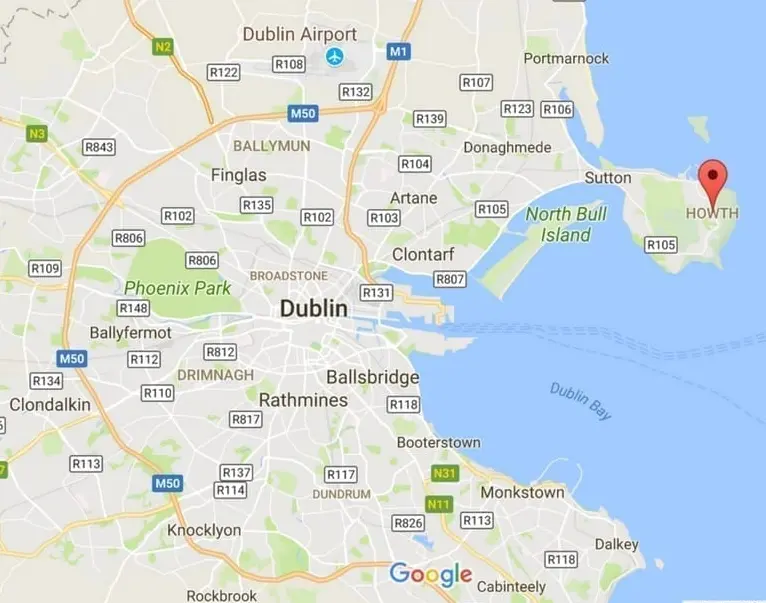 Dublin Airport
N2
M1
Portmarnock
R108
R122
R107
R132
R123
R106
M50
R139
N3
BALLYMUN
R843
Donaghmede
R104
Finglas
Sutton
Artane
R135
R105
R102
R102
R103
North Bull
Island
HOWTH
R806
R105
Clontarf
R806
R109
BROADSTONE
R807
Phoenix Park
R131
R148
Dublin
Ballyfermot
R812
M50
R112
DRIMNAGH
Ballsbridge
R134
R110
Rathmines
Dublin Bay
Clondalkin
R118
R817
Booterstown
R113
R137
R117
N31
M50
R114
DUNDRUM
Monkstown
N11
R826
R113
Knocklyon
Dalkey
R118
Google
Cabinteely
Rockbrook